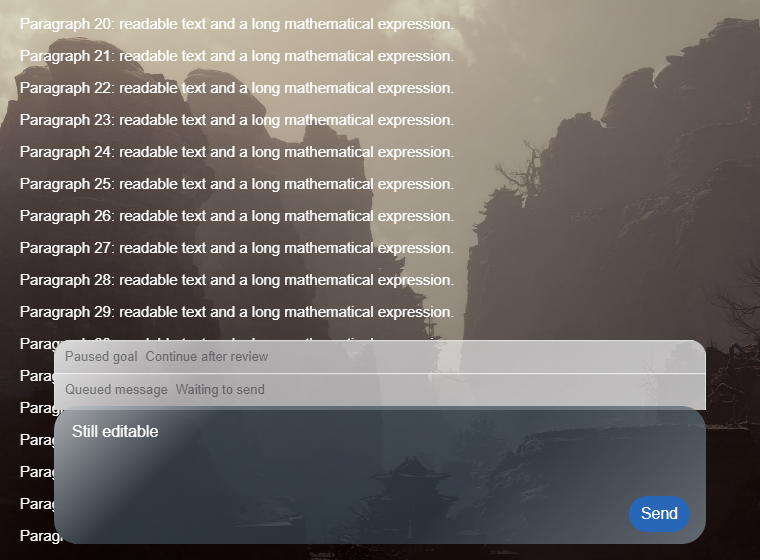 Paragraph 20: readable text and a long mathematical expression.
Paragraph 21: readable text and a long mathematical expression.
Paragraph 22: readable text and a long mathematical expression.
Paragraph 23: readable text and a long mathematical expression.
Paragraph 24: readable text and a long mathematical expression.
Paragraph 25: readable text and a long mathematical expression.
Paragraph 26: readable text and a long mathematical expression.
Paragraph 27: readable text and a long mathematical expression.
Paragraph 28: readable text and a long mathematical expression.
Paragraph 29: readable text and a long mathematical expression.
Paused goal Continue after review
Queued message Waiting to send
Still editable
Send